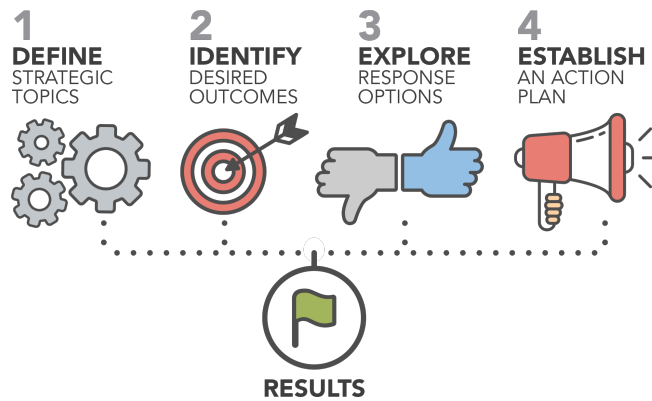 1
DEFINE
STRATEGIC
TOPICS
2
IDENTIFY
DESIRED
OUTCOMES
3
EXPLORE
RESPONSE
OPTIONS
4
ESTABLISH
AN ACTION
PLAN
RESULTS